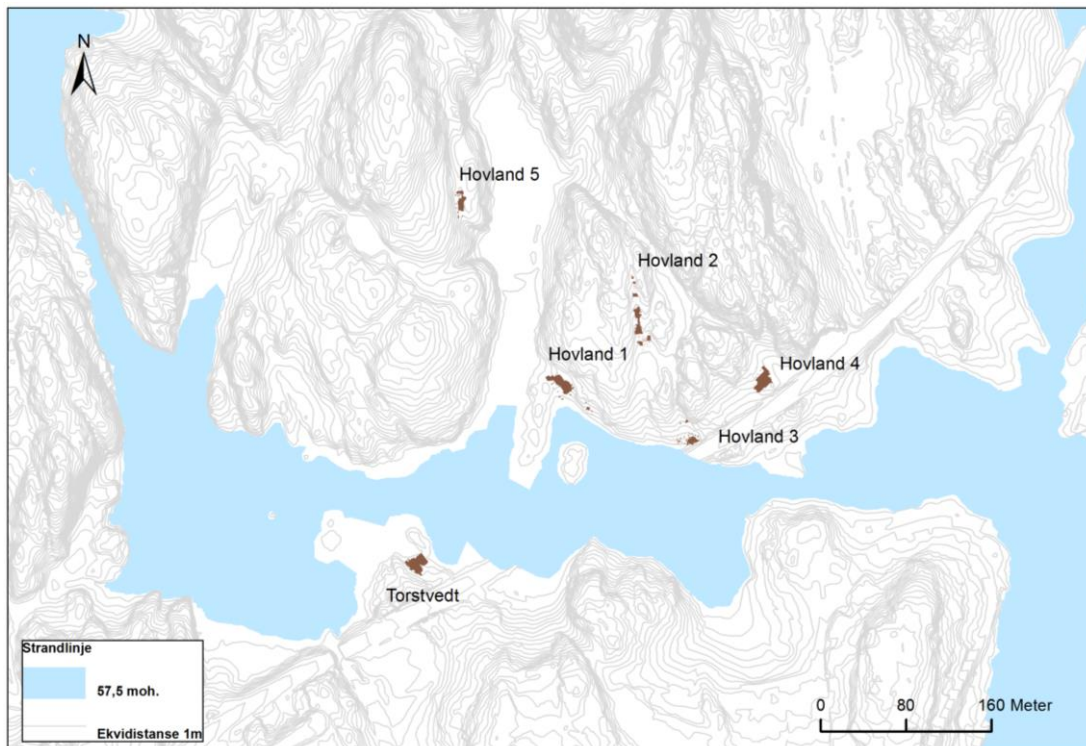 N
Hovland 5
Hovland 2
Hovland 1
Hovland 4
Hovland 3
Torstvedt
Strandlinje
57,5 moh.
Ekvidistanse 1m
0 80 160 Meter